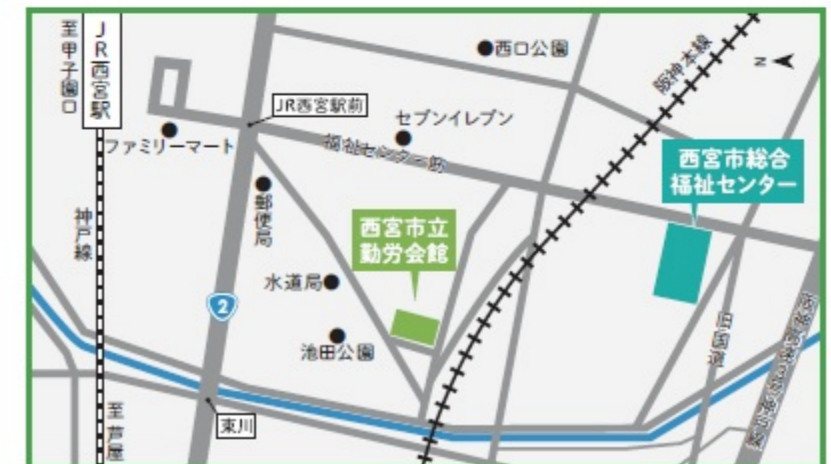 至甲子園口
JR西宮駅
西口公園
阪神本線
N
JR西宮駅前
セブンイレブン
ファミリーマート
福祉センター筋
西宮市総合
福祉センター
郵便局
神戸線
西宮市立
勤労会館
水道局
2
旧国道
池田公園
東川
至芦屋